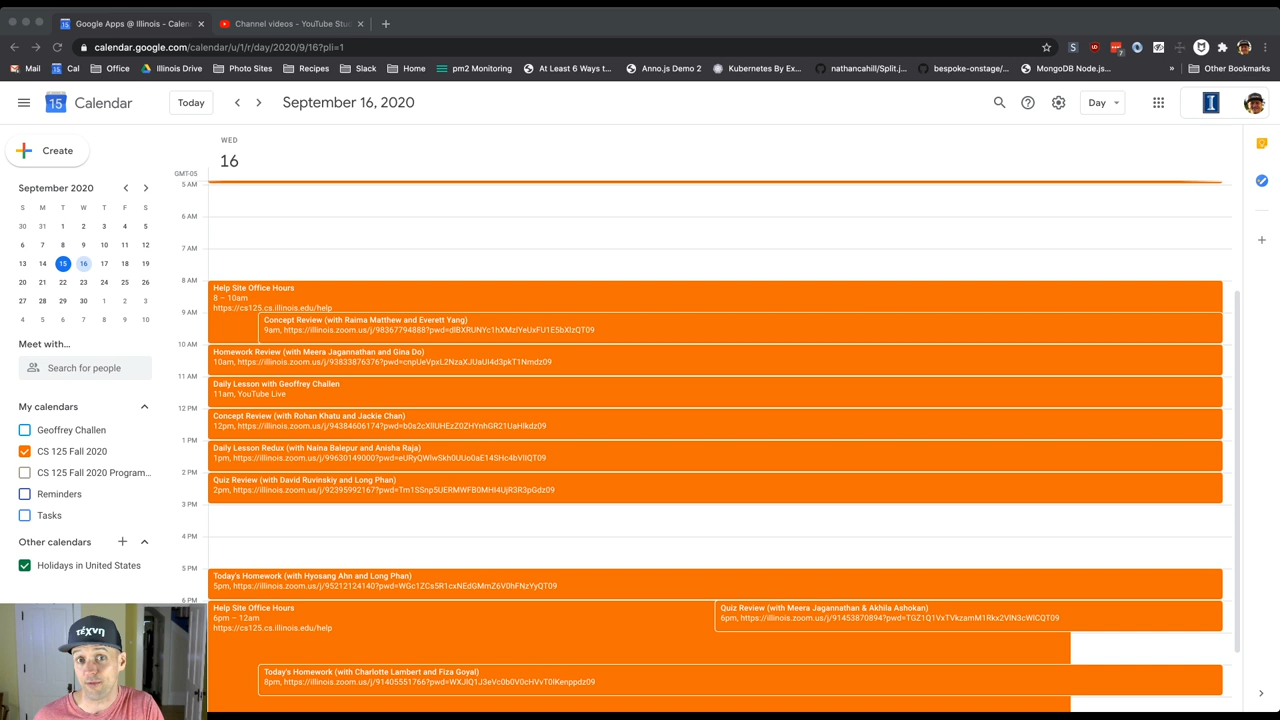 Google Apps @ Illinois - Calen
Channel videos - YouTube Stud
calendar.google.com/calendar/u/1/r/day/2020/9/16?pli=1
Mail Cal Office Illinois Drive Photo Sites Recipes Slack Home pm2 Monitoring At Least 6 Ways t... Anno.js Demo 2 Kubernetes By Ex... nathancahill/Split.j... bespoke-onstage/... MongoDB Node.js... » Other Bookmarks
15 Calendar Today September 16, 2020 Day I
Create
WED
16
GMT-05
September 2020
S M T W T F S
30 31 1 2 3 4 5
6 7 8 9 10 11 12
13 14 15 16 17 18 19
20 21 22 23 24 25 26
27 28 29 30 1 2 3
4 5 6 7 8 9 10
Meet with...
Search for people
My calendars
Geoffrey Challen
CS 125 Fall 2020
CS 125 Fall 2020 Program...
Reminders
Tasks
Other calendars
Holidays in United States
τέχνη
5 AM
6 AM
7 AM
8 AM
Help Site Office Hours
8 – 10am
https://cs125.cs.illinois.edu/help
Concept Review (with Raima Matthew and Everett Yang)
9am,
10 AM
Homework Review (with Meera Jagannathan and Gina Do)
10am,
11 AM
Daily Lesson with Geoffrey Challen
11am, YouTube Live
12 PM
Concept Review (with Rohan Khatu and Jackie Chan)
12pm,
1 PM
Daily Lesson Redux (with Naina Balepur and Anisha Raja)
1pm,
2 PM
Quiz Review (with David Ruvinskiy and Long Phan)
2pm,
3 PM
4 PM
5 PM
Today's Homework (with Hyosang Ahn and Long Phan)
5pm,
6 PM
Help Site Office Hours
6pm – 12am
https://cs125.cs.illinois.edu/help
Quiz Review (with Meera Jagannathan & Akhila Ashokan)
6pm,
Today's Homework (with Charlotte Lambert and Fiza Goyal)
8pm,